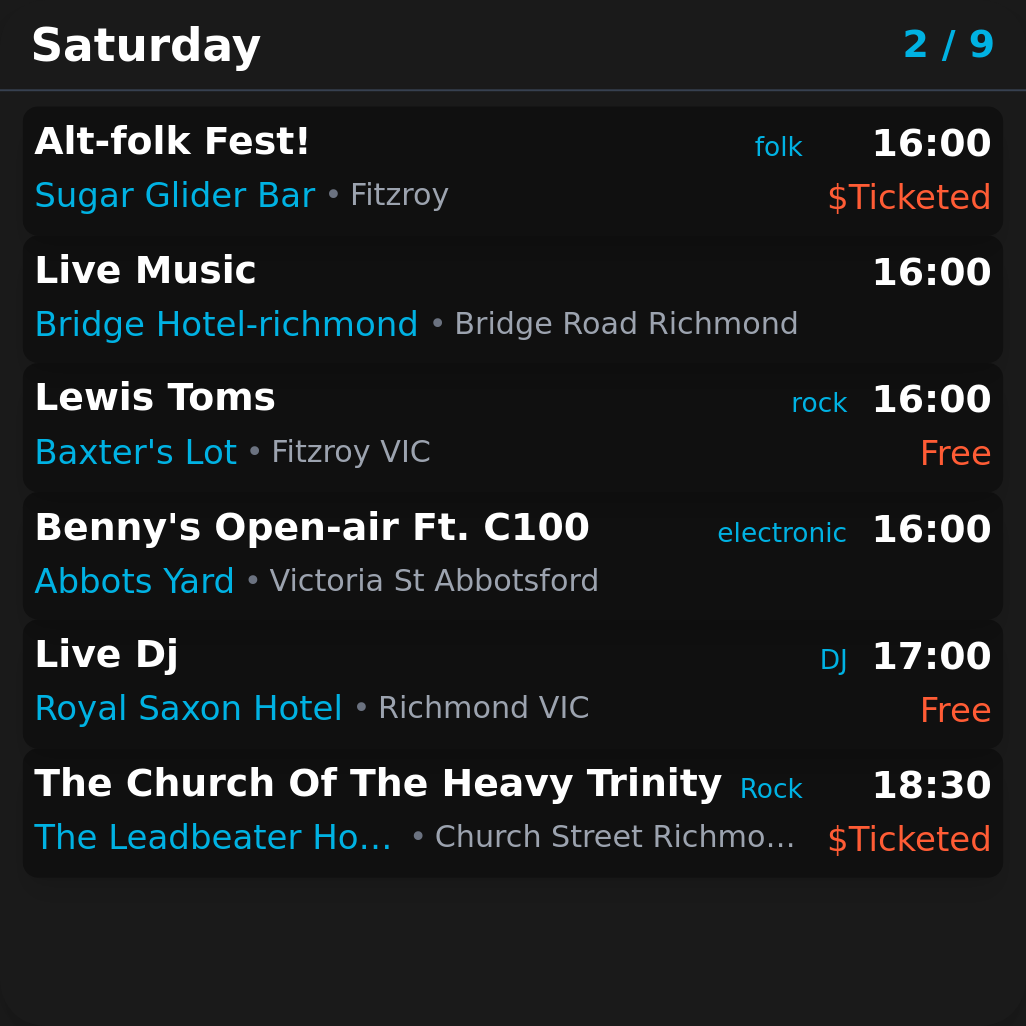 Saturday 2 / 9
Alt-folk Fest! folk 16:00
Sugar Glider Bar • Fitzroy $Ticketed
Live Music 16:00
Bridge Hotel-richmond • Bridge Road Richmond
Lewis Toms rock 16:00
Baxter's Lot • Fitzroy VIC Free
Benny's Open-air Ft. C100 electronic 16:00
Abbots Yard • Victoria St Abbotsford
Live Dj DJ 17:00
Royal Saxon Hotel • Richmond VIC Free
The Church Of The Heavy Trinity Rock 18:30
The Leadbeater Ho... • Church Street Richmo... $Ticketed